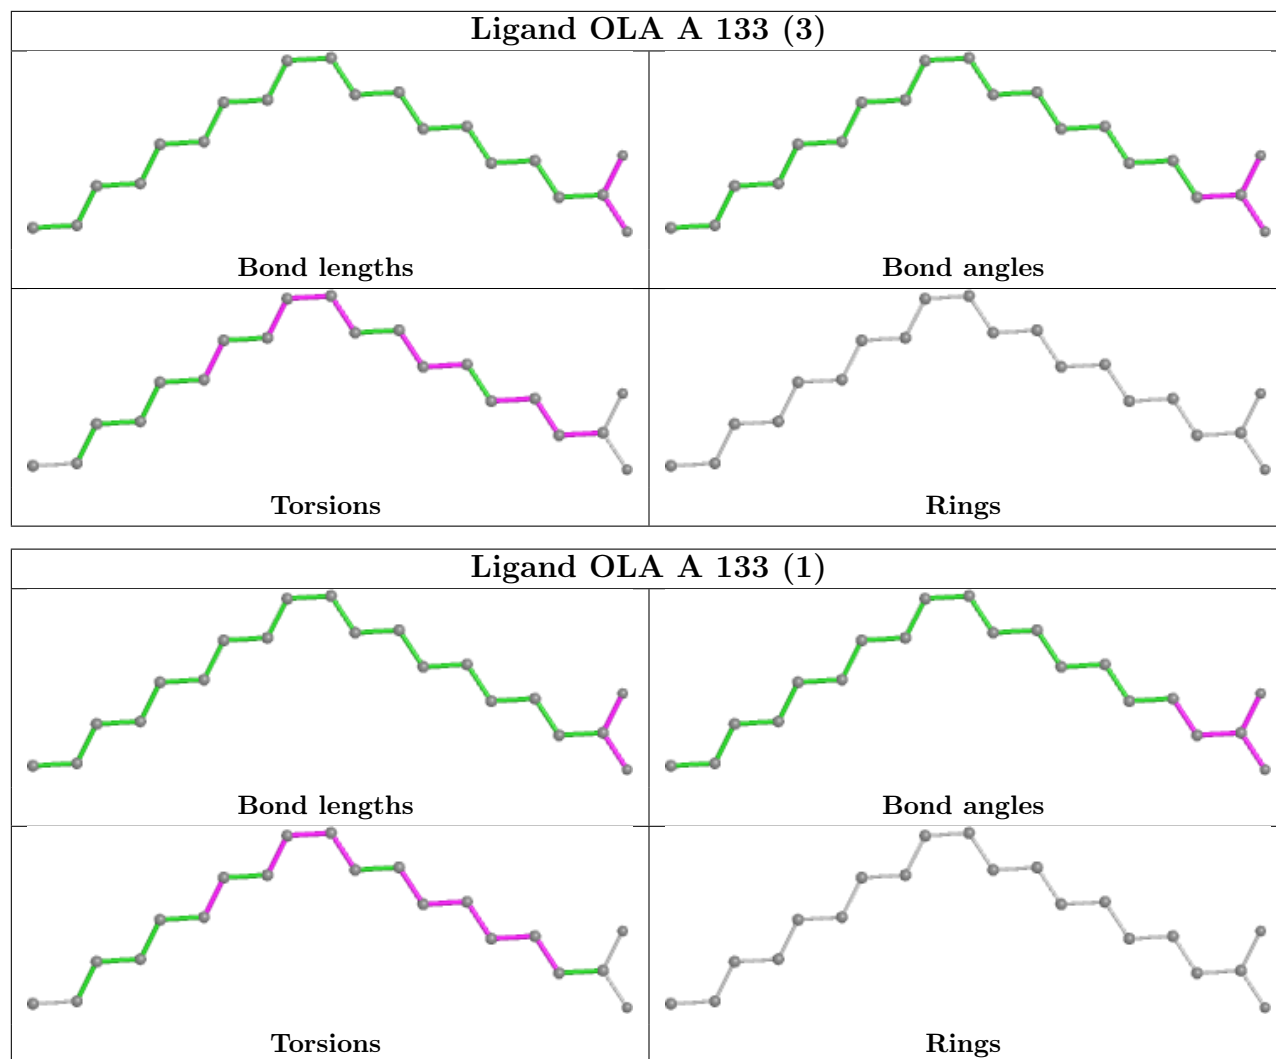 Ligand OLA A 133 (3)
Bond lengths
Bond angles
Torsions
Rings
Ligand OLA A 133 (1)
Bond lengths
Bond angles
Torsions
Rings